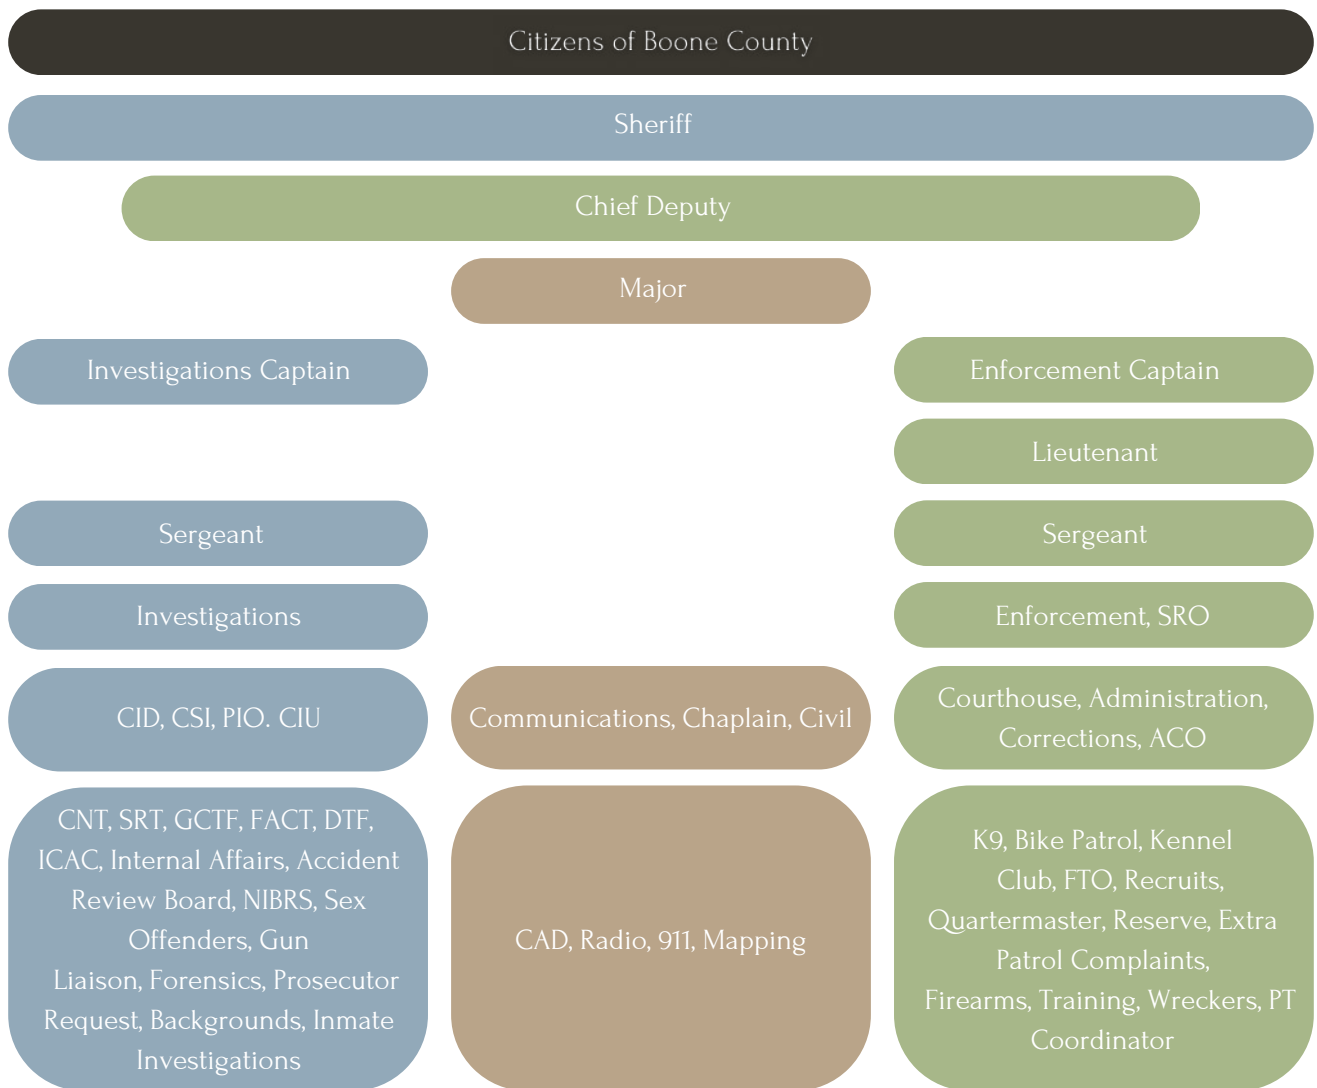 Citizens of Boone County
Sheriff
Chief Deputy
Major
Investigations Captain
Enforcement Captain
Lieutenant
Sergeant
Sergeant
Investigations
Enforcement, SRO
CID, CSI, PIO. CIU
Communications, Chaplain, Civil
Courthouse, Administration,
Corrections, ACO
CNT, SRT, GCTF, FACT, DTF,
ICAC, Internal Affairs, Accident
Review Board, NIBRS, Sex
Offenders, Gun
Liaison, Forensics, Prosecutor
Request, Backgrounds, Inmate
Investigations
CAD, Radio, 911, Mapping
K9, Bike Patrol, Kennel
Club, FTO, Recruits,
Quartermaster, Reserve, Extra
Patrol Complaints,
Firearms, Training, Wreckers, PT
Coordinator